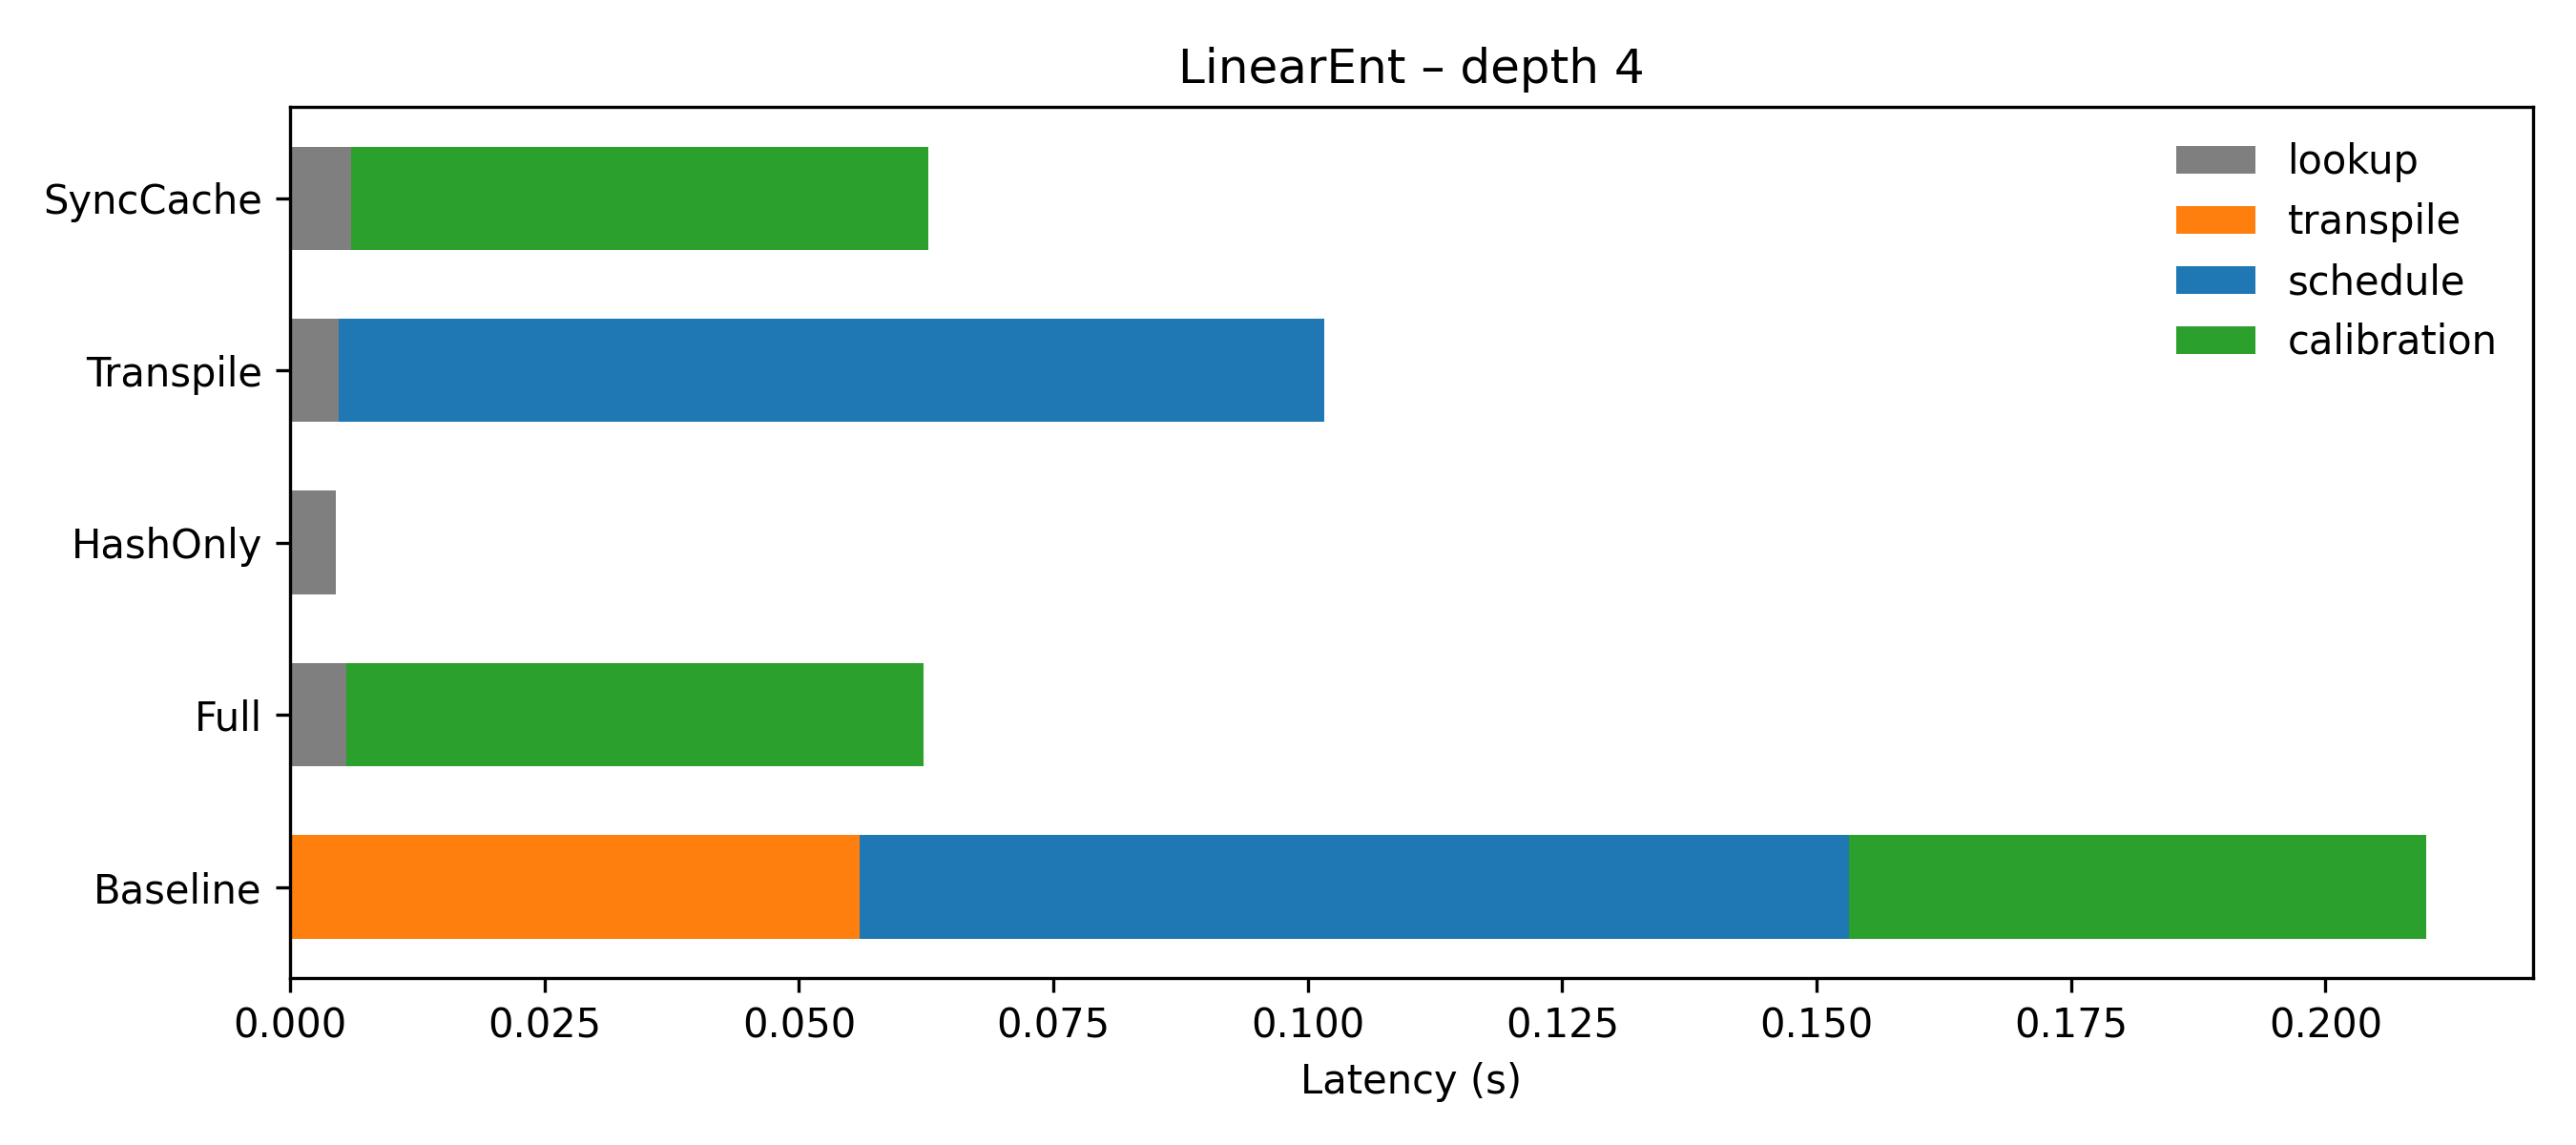 LinearEnt – depth 4
lookup
transpile
schedule
calibration
SyncCache
Transpile
HashOnly
Full
Baseline
0.000 0.025 0.050 0.075 0.100 0.125 0.150 0.175 0.200
Latency (s)